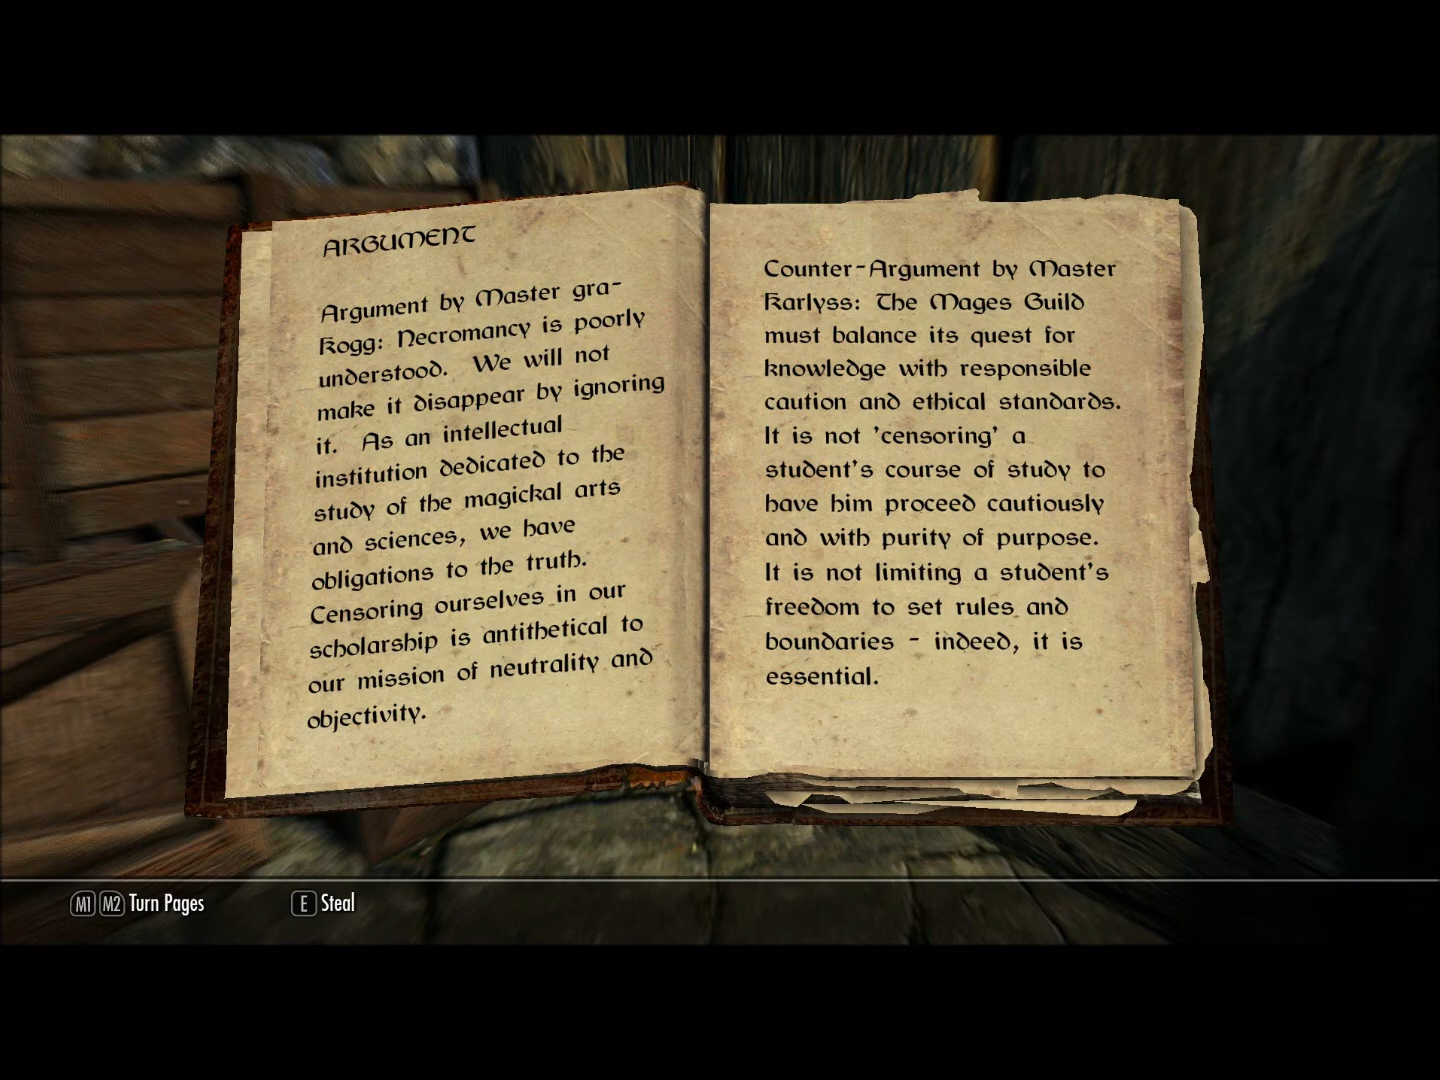 ARGUMENT
Argument by Master gra-
Kogg: Necromancy is poorly
understood. We will not
make it disappear by ignoring
it. As an intellectual
institution dedicated to the
study of the magickal arts
and sciences, we have
obligations to the truth.
Censoring ourselves in our
scholarship is antithetical to
our mission of neutrality and
objectivity.
Counter-Argument by Master
Karlyss: The Mages Guild
must balance its quest for
knowledge with responsible
caution and ethical standards.
It is not 'censoring' a
student's course of study to
have him proceed cautiously
and with purity of purpose.
It is not limiting a student's
freedom to set rules and
boundaries - indeed, it is
essential.
M1 M2 Turn Pages E Steal